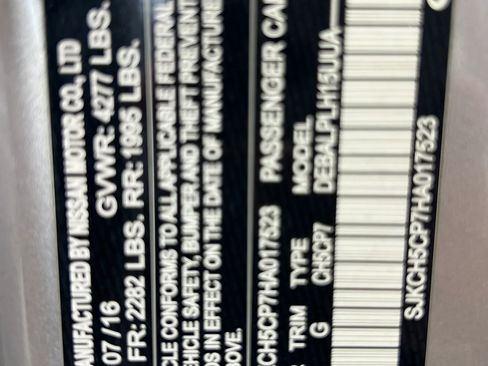 ANUFACTURED BY NISSAN MOTOR CO., LTD
07 / 16 GVWR: 4277 LBS.
FR: 2282 LBS. RR: 1995 LBS.
CLE CONFORMS TO ALL APPLICABLE FEDERAL
EHICLE SAFETY, BUMPER AND THEFT PREVENT
DS IN EFFECT ON THE DATE OF MANUFACTURE
BOVE.
KCH5CP7HA017523 PASSENGER CA
R TRIM TYPE MODEL
G CH5CP7 DEBALPLH15UUA
SJKCH5CP7HA017523